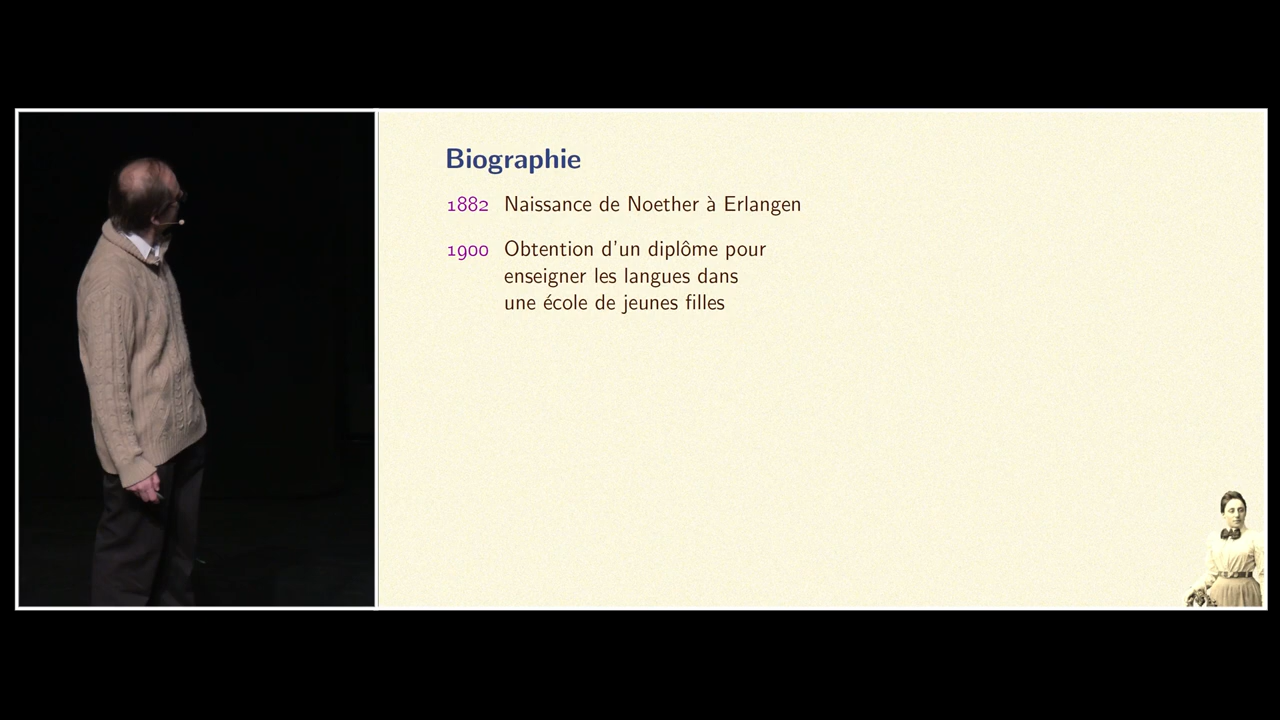 Biographie
1882 Naissance de Noether à Erlangen
1900 Obtention d'un diplôme pour
enseigner les langues dans
une école de jeunes filles